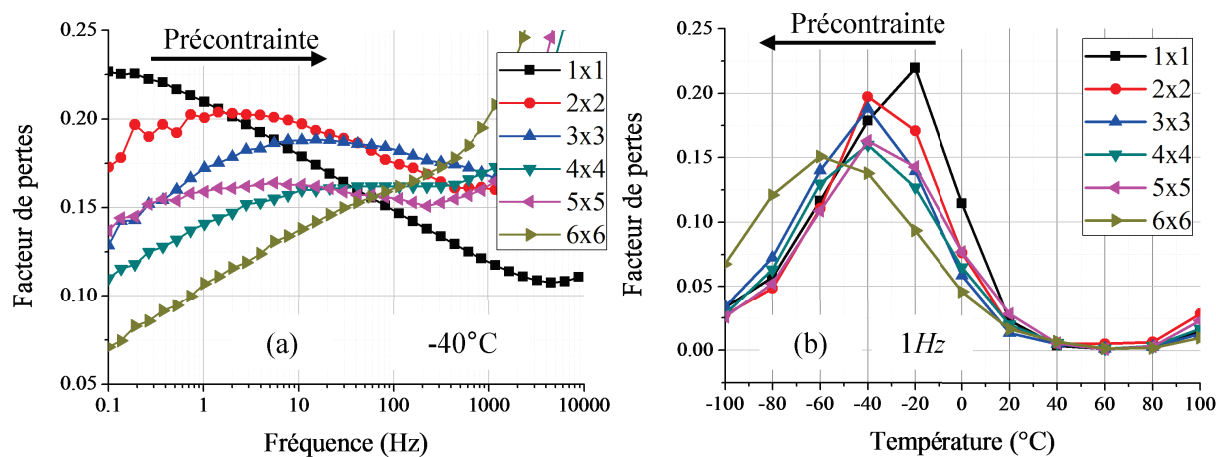 Précontrainte
1x1
2x2
3x3
4x4
5x5
6x6
0.25
0.20
0.15
0.10
0.05
Facteur de pertes
(a)
-40°C
0.1
1
10
100
1000
10000
Fréquence (Hz)
Précontrainte
1x1
2x2
3x3
4x4
5x5
6x6
0.25
0.20
0.15
0.10
0.05
0.00
Facteur de pertes
(b)
1Hz
-100
-80
-60
-40
-20
0
20
40
60
80
100
Température (°C)